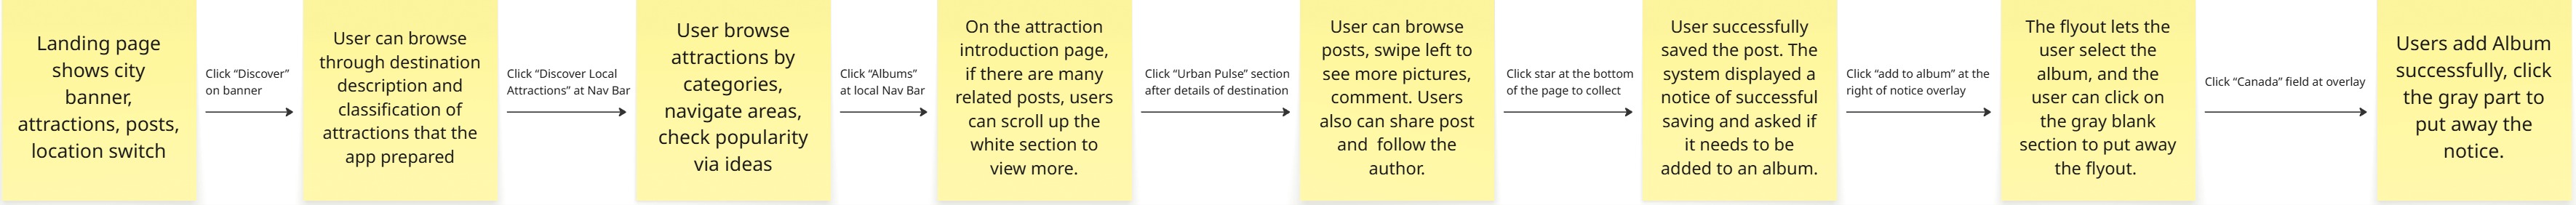 Landing page
shows city
banner,
attractions, posts,
location switch
Click “Discover”
on banner
User can browse
through destination
description and
classification of
attractions that the
app prepared
Click “Discover Local
Attractions” at Nav Bar
User browse
attractions by
categories,
navigate areas,
check popularity
via ideas
Click “Albums”
at local Nav Bar
On the attraction
introduction page,
if there are many
related posts, users
can scroll up the
white section to
view more.
Click “Urban Pulse” section
after details of destination
User can browse
posts, swipe left to
see more pictures,
comment. Users
also can share post
and follow the
author.
Click star at the bottom
of the page to collect
User successfully
saved the post. The
system displayed a
notice of successful
saving and asked if
it needs to be
added to an album.
Click “add to album” at the
right of notice overlay
The flyout lets the
user select the
album, and the
user can click on
the gray blank
section to put away
the flyout.
Click “Canada” field at overlay
Users add Album
successfully, click
the gray part to
put away the
notice.